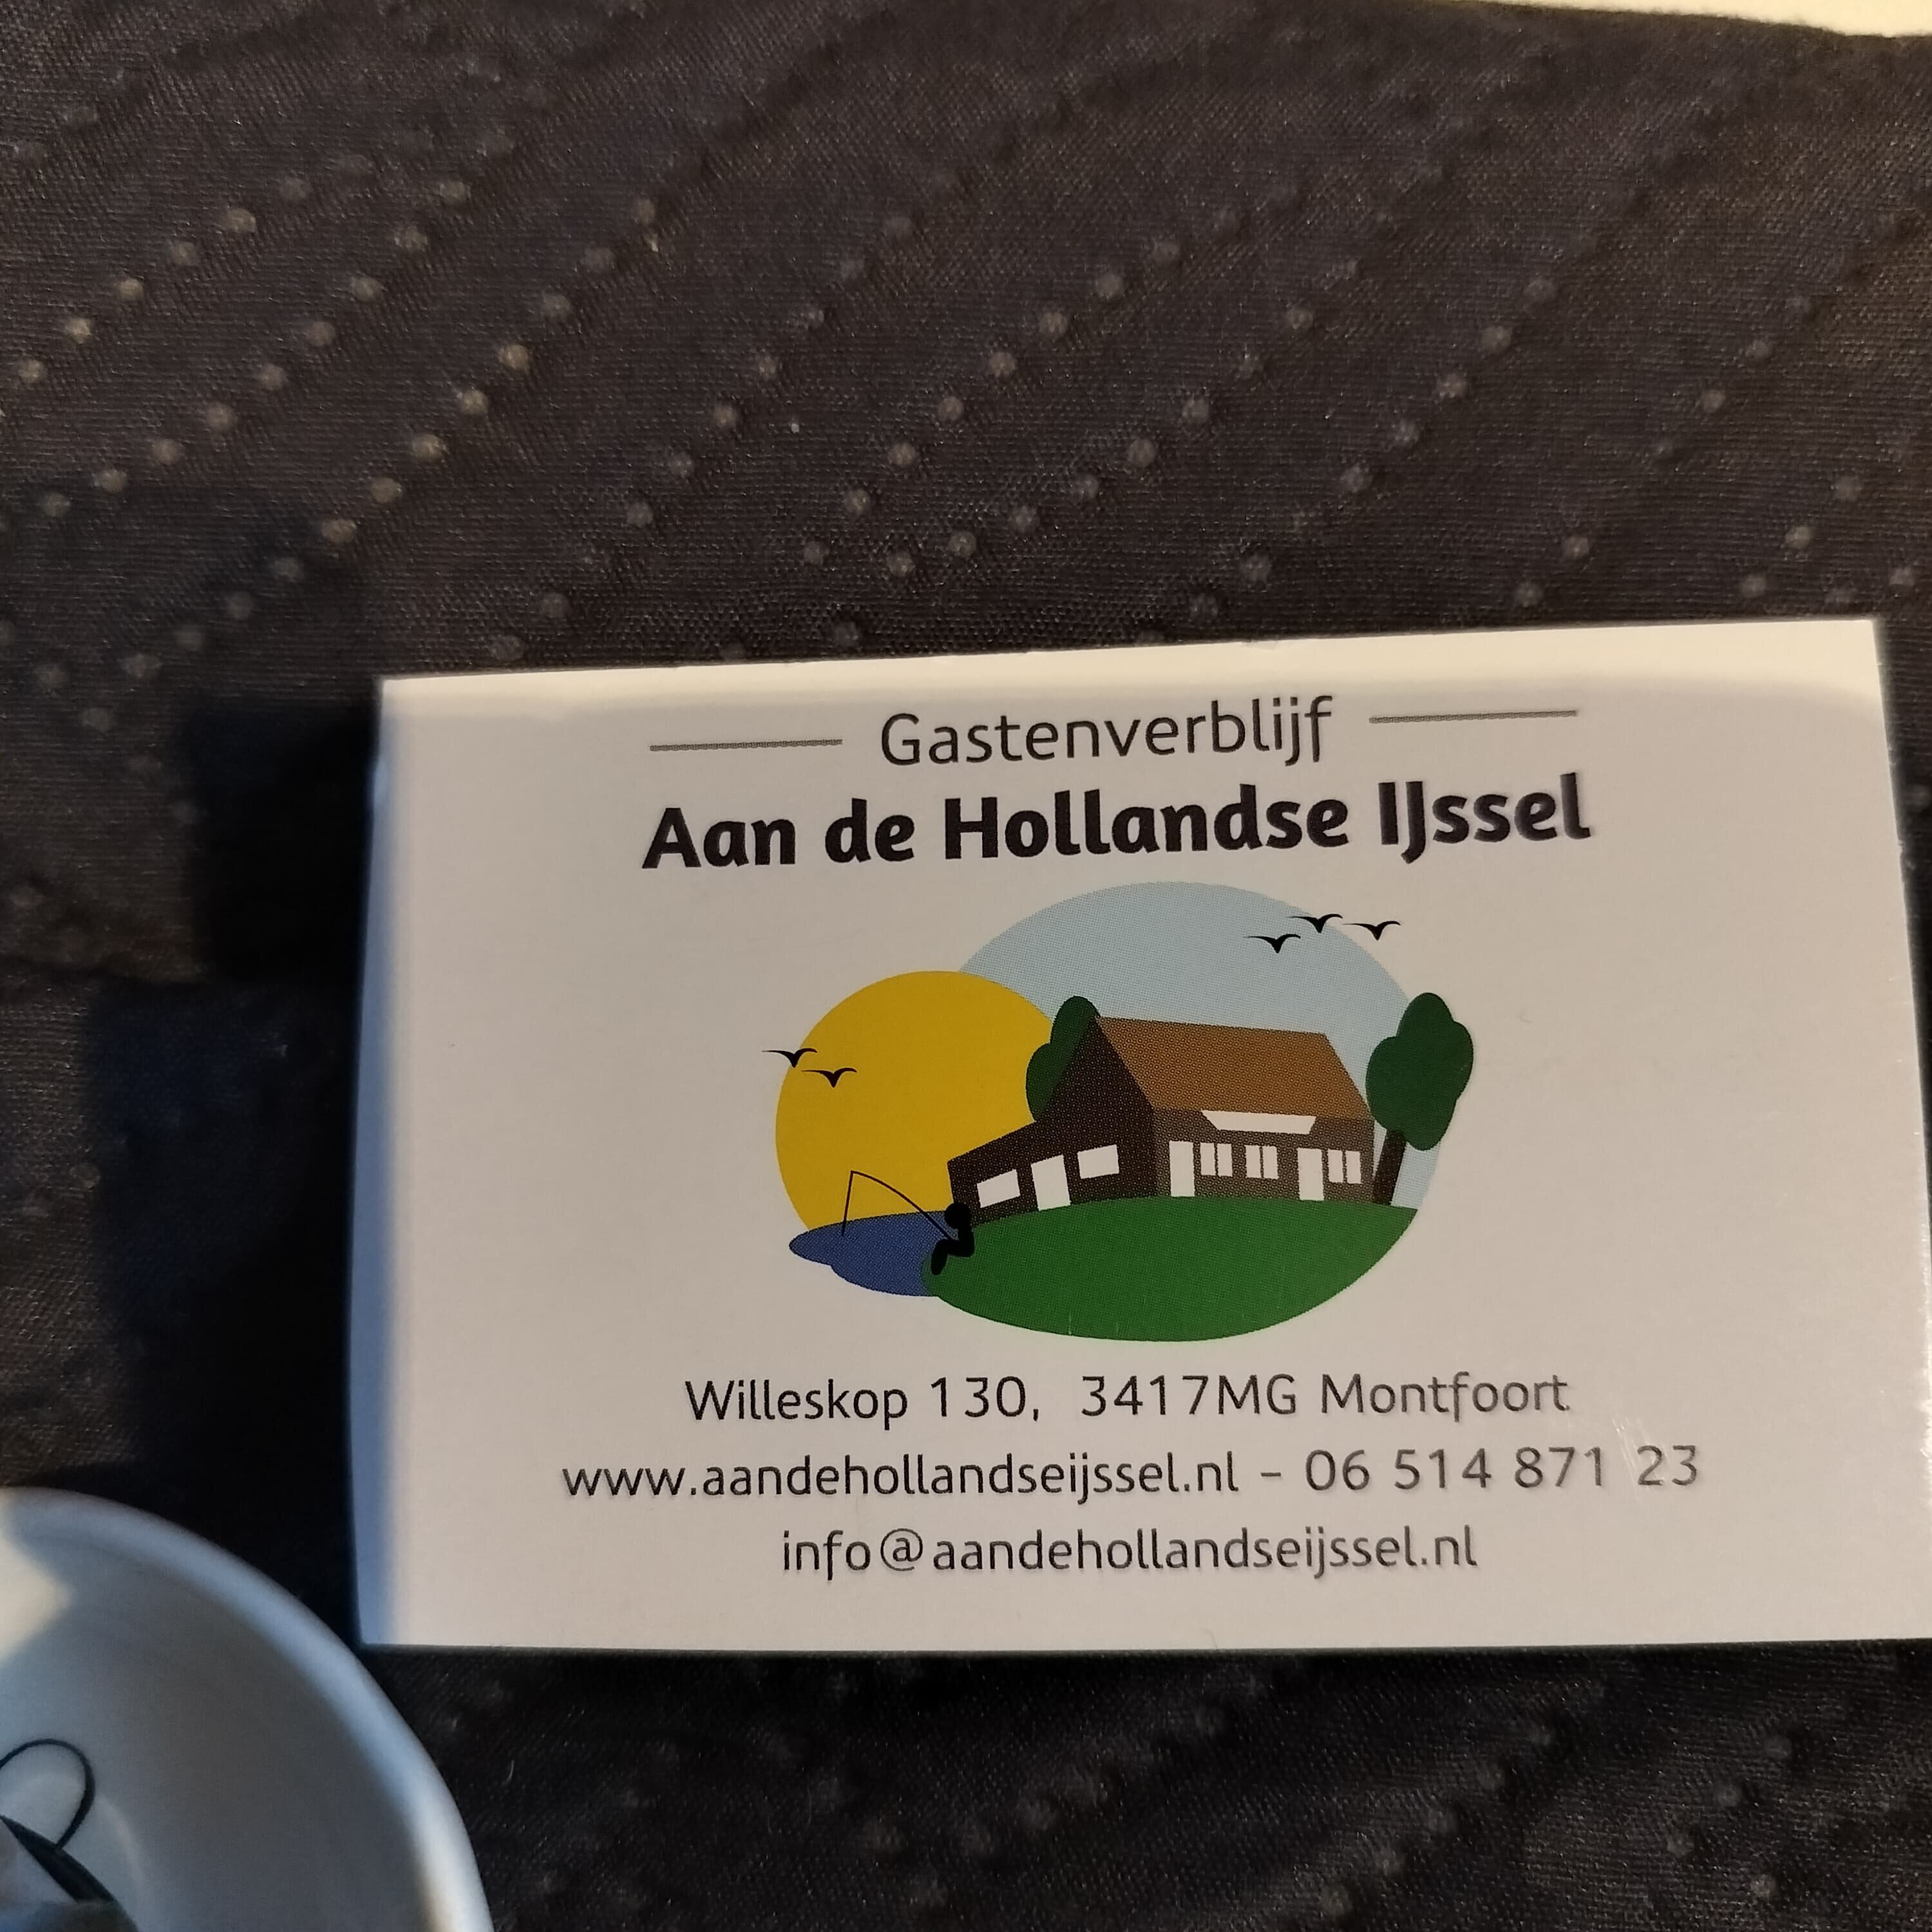 Gastenverblijf
Aan de Hollandse IJssel
Willeskop 130, 3417MG Montfoort
www.aandehollandseijssel.nl - 06 514 871 23
info@aandehollandseijssel.nl